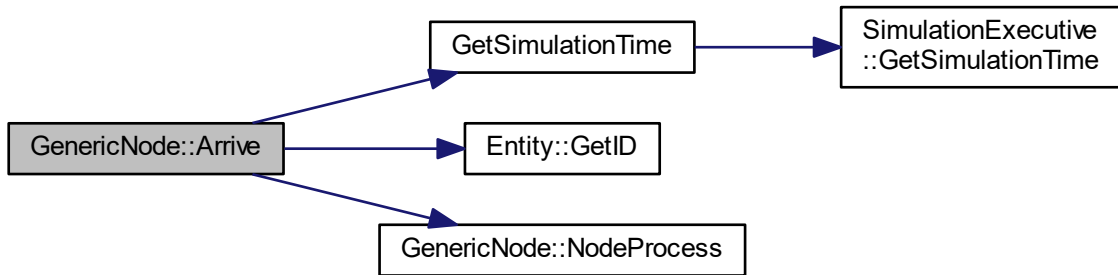 GenericNode::Arrive
GetSimulationTime
SimulationExecutive
::GetSimulationTime
Entity::GetID
GenericNode::NodeProcess